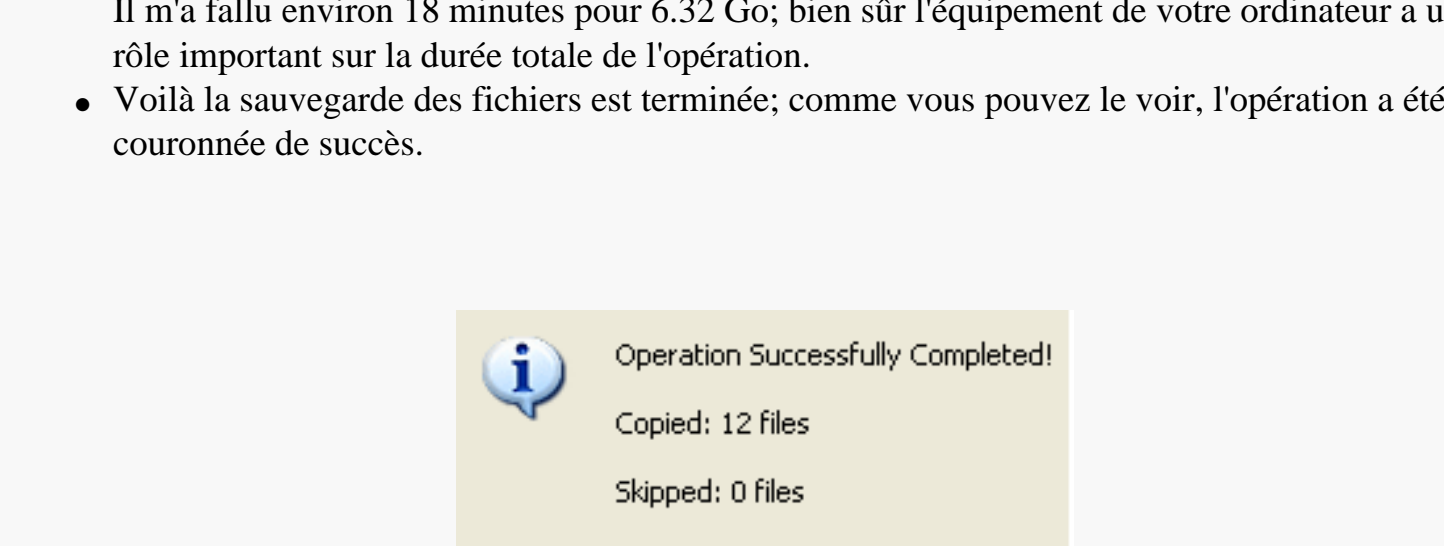 Il m'a fallu environ 18 minutes pour 6.32 Go; bien sûr l'équipement de votre ordinateur a u
rôle important sur la durée totale de l'opération.
● Voilà la sauvegarde des fichiers est terminée; comme vous pouvez le voir, l'opération a été
couronnée de succès.
Operation Successfully Completed!
Copied: 12 files
Skipped: 0 files